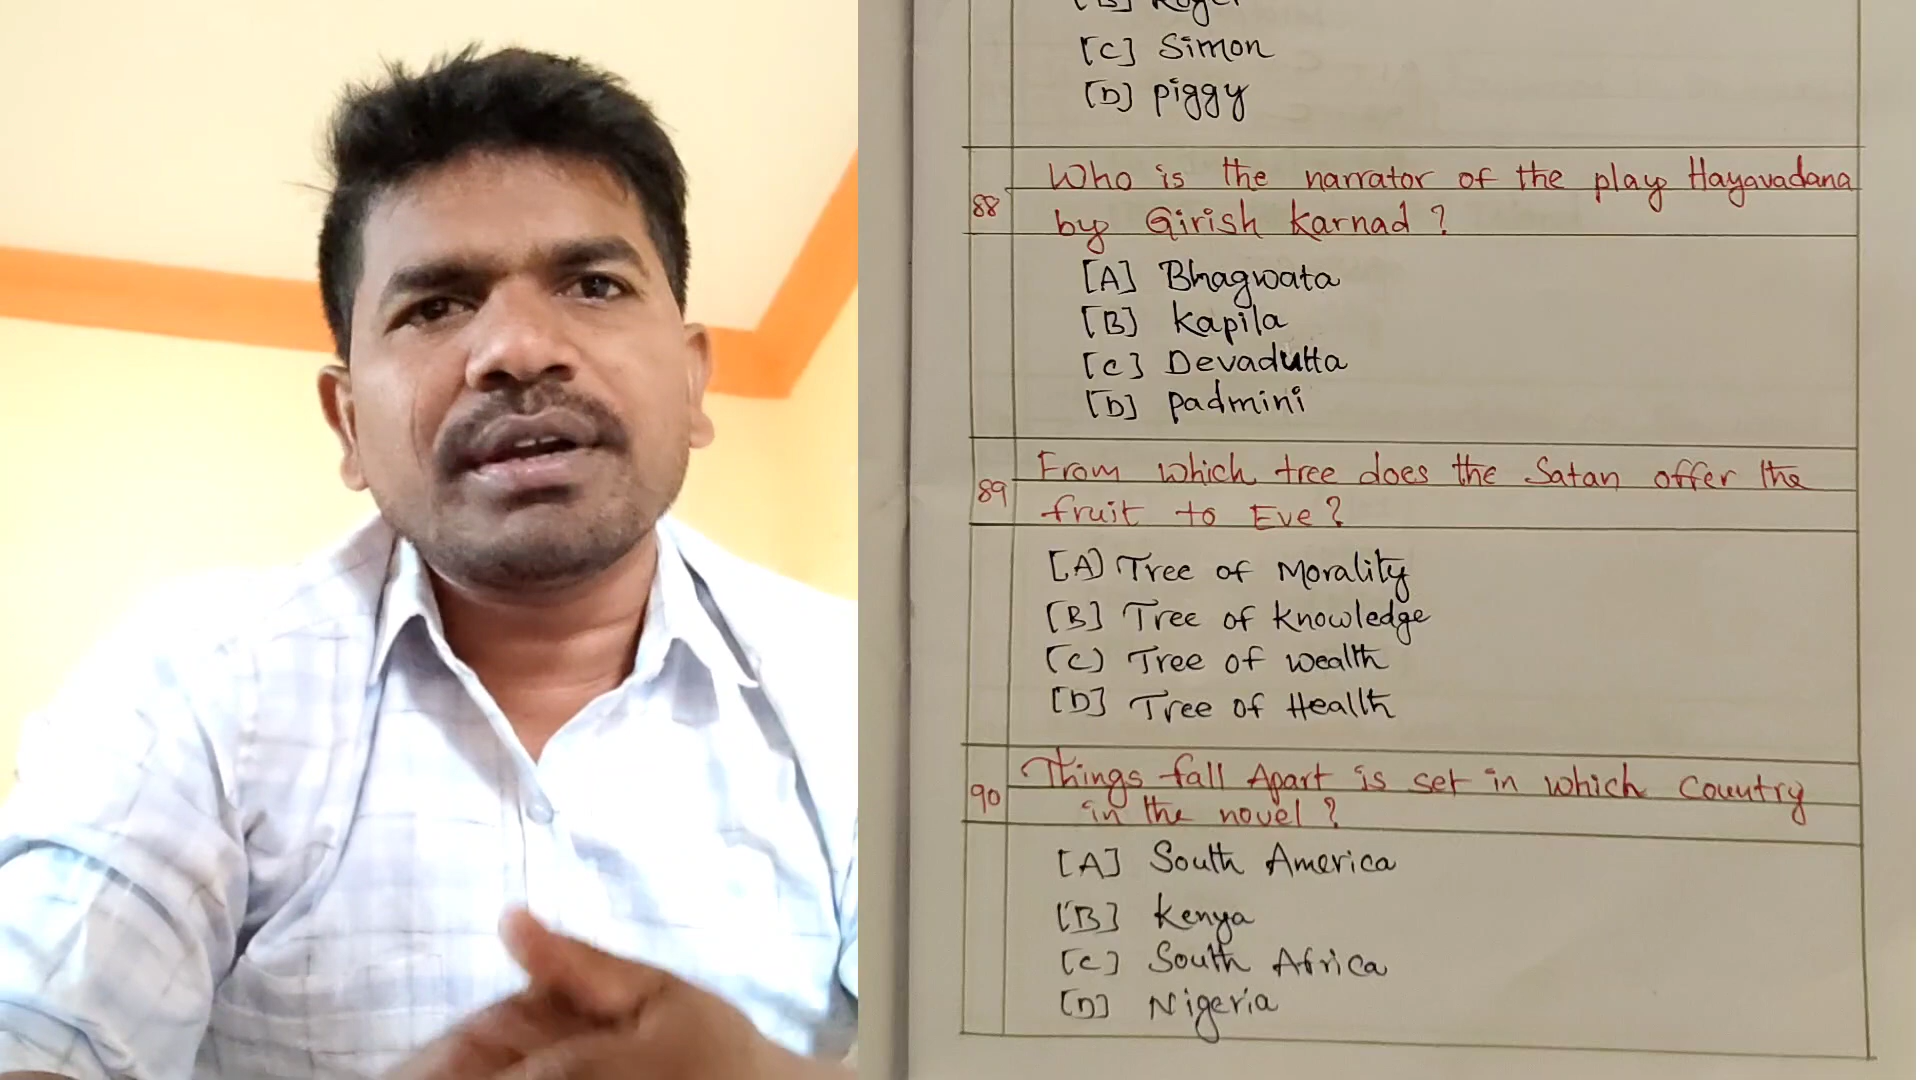 [B] Roger
[C] Simon
[D] piggy
88 Who is the narrator of the play Hayavadana
by Girish Karnad ?
[A] Bhagwata
[B] Kapila
[C] Devadutta
[D] padmini
89 From which tree does the Satan offer the
fruit to Eve ?
[A] Tree of Morality
[B] Tree of Knowledge
[C] Tree of wealth
[D] Tree of Health
90 Things fall Apart is set in which Country
in the novel ?
[A] South America
[B] Kenya
[C] South Africa
[D] Nigeria